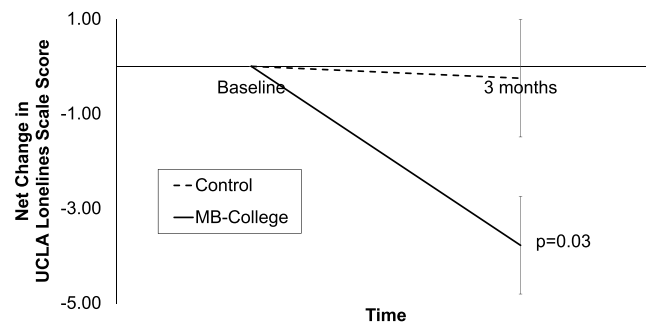 1.00
-1.00
-3.00
-5.00
Net Change in
UCLA Lonelines Scale Score
Baseline
3 months
Control
MB-College
p=0.03
Time